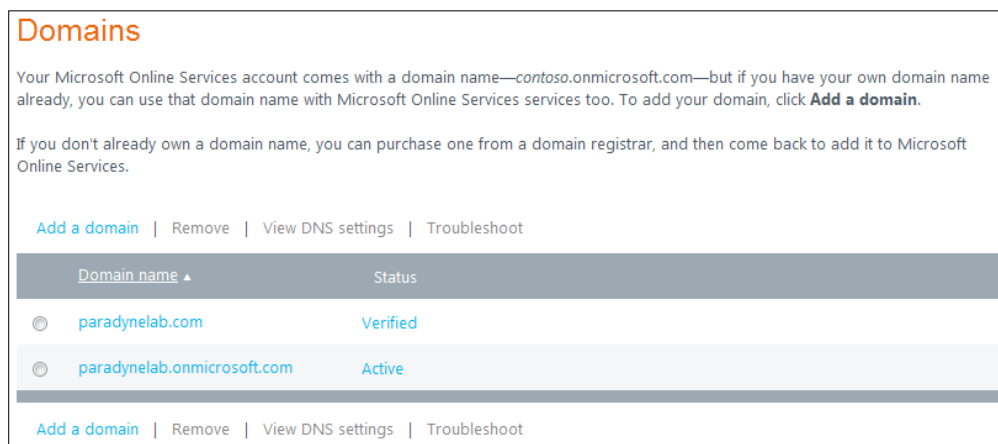 Domains
Your Microsoft Online Services account comes with a domain name—contoso.onmicrosoft.com—but if you have your own domain name
already, you can use that domain name with Microsoft Online Services services too. To add your domain, click Add a domain.
If you don't already own a domain name, you can purchase one from a domain registrar, and then come back to add it to Microsoft
Online Services.
Add a domain | Remove | View DNS settings | Troubleshoot
Domain name ▲ Status
paradynelab.com Verified
paradynelab.onmicrosoft.com Active
Add a domain | Remove | View DNS settings | Troubleshoot